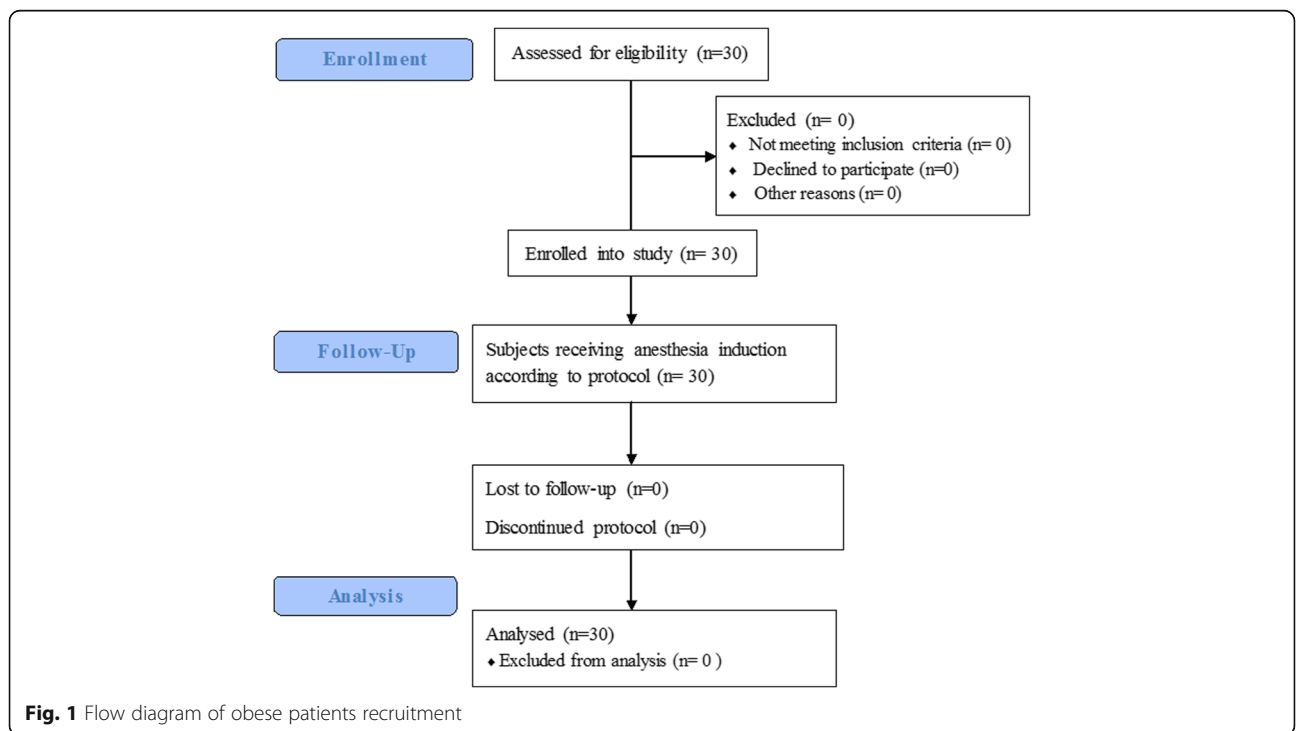 Enrollment
Assessed for eligibility (n=30)
Excluded (n= 0)
♦ Not meeting inclusion criteria (n= 0)
♦ Declined to participate (n=0)
♦ Other reasons (n= 0)
Enrolled into study (n= 30)
Follow-Up
Subjects receiving anesthesia induction
according to protocol (n= 30)
Lost to follow-up (n=0)
Discontinued protocol (n=0)
Analysis
Analysed (n=30)
♦ Excluded from analysis (n= 0 )
Fig. 1 Flow diagram of obese patients recruitment